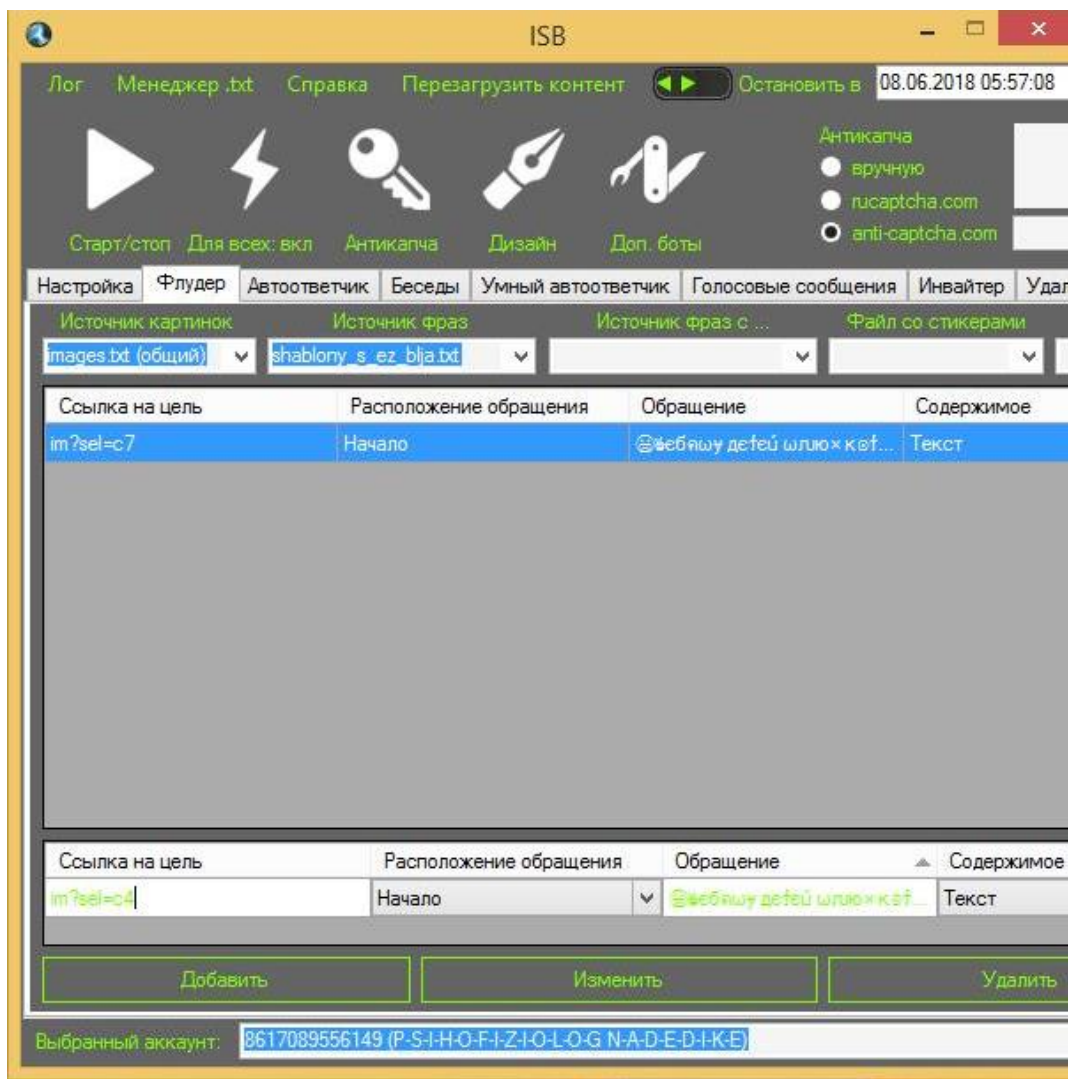 ISB
Лог Менеджер .txt Справка Перезагрузить контент Остановить в 08.06.2018 05:57:08
Антикапча
вручную
rucaptcha.com
anti-captcha.com
Старт/стоп Для всех: вкл Антикапча Дизайн Доп. боты
Настройка Флудер Автоответчик Беседы Умный автоответчик Голосовые сообщения Инвайтер Удал
Источник картинок Источник фраз Источник фраз с ... Файл со стикерами
images.txt (общий) shablony_s_ez_blja.txt
Ссылка на цель Расположение обращения Обращение Содержимое
im?sel=c7 Начало Текст
Ссылка на цель Расположение обращения Обращение Содержимое
im?sel=c4 Начало Текст
Добавить Изменить Удалить
Выбранный аккаунт: 8617089556149 (P-S-I-H-O-F-I-Z-I-O-L-O-G N-A-D-E-D-I-K-E)